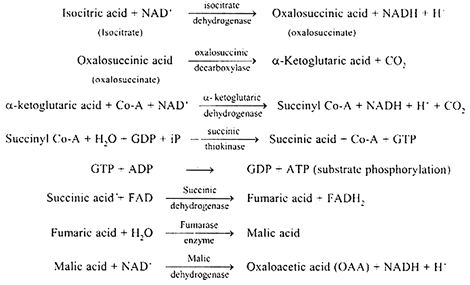 isocitrate
Isocitric acid + NAD⁺ ⟶ Oxalosuccinic acid + NADH + H⁺
(Isocitrate) dehydrogenase (oxalosuccinate)
oxalosuccinic
Oxalosuccinic acid ⟶ α-Ketoglutaric acid + CO₂
(oxalosuccinate) decarboxylase
α- ketoglutaric
α-ketoglutaric acid + Co-A + NAD⁺ ⟶ Succinyl Co-A + NADH + H⁺ + CO₂
dehydrogenase
succinic
Succinyl Co-A + H₂O + GDP + iP ⟶ Succinic acid + Co-A + GTP
thiokinase
GTP + ADP ⟶ GDP + ATP (substrate phosphorylation)
Succinic
Succinic acid + FAD ⟶ Fumaric acid + FADH₂
dehydrogenase
Fumarase
Fumaric acid + H₂O ⟶ Malic acid
enzyme
Malic
Malic acid + NAD⁺ ⟶ Oxaloacetic acid (OAA) + NADH + H⁺
dehydrogenase